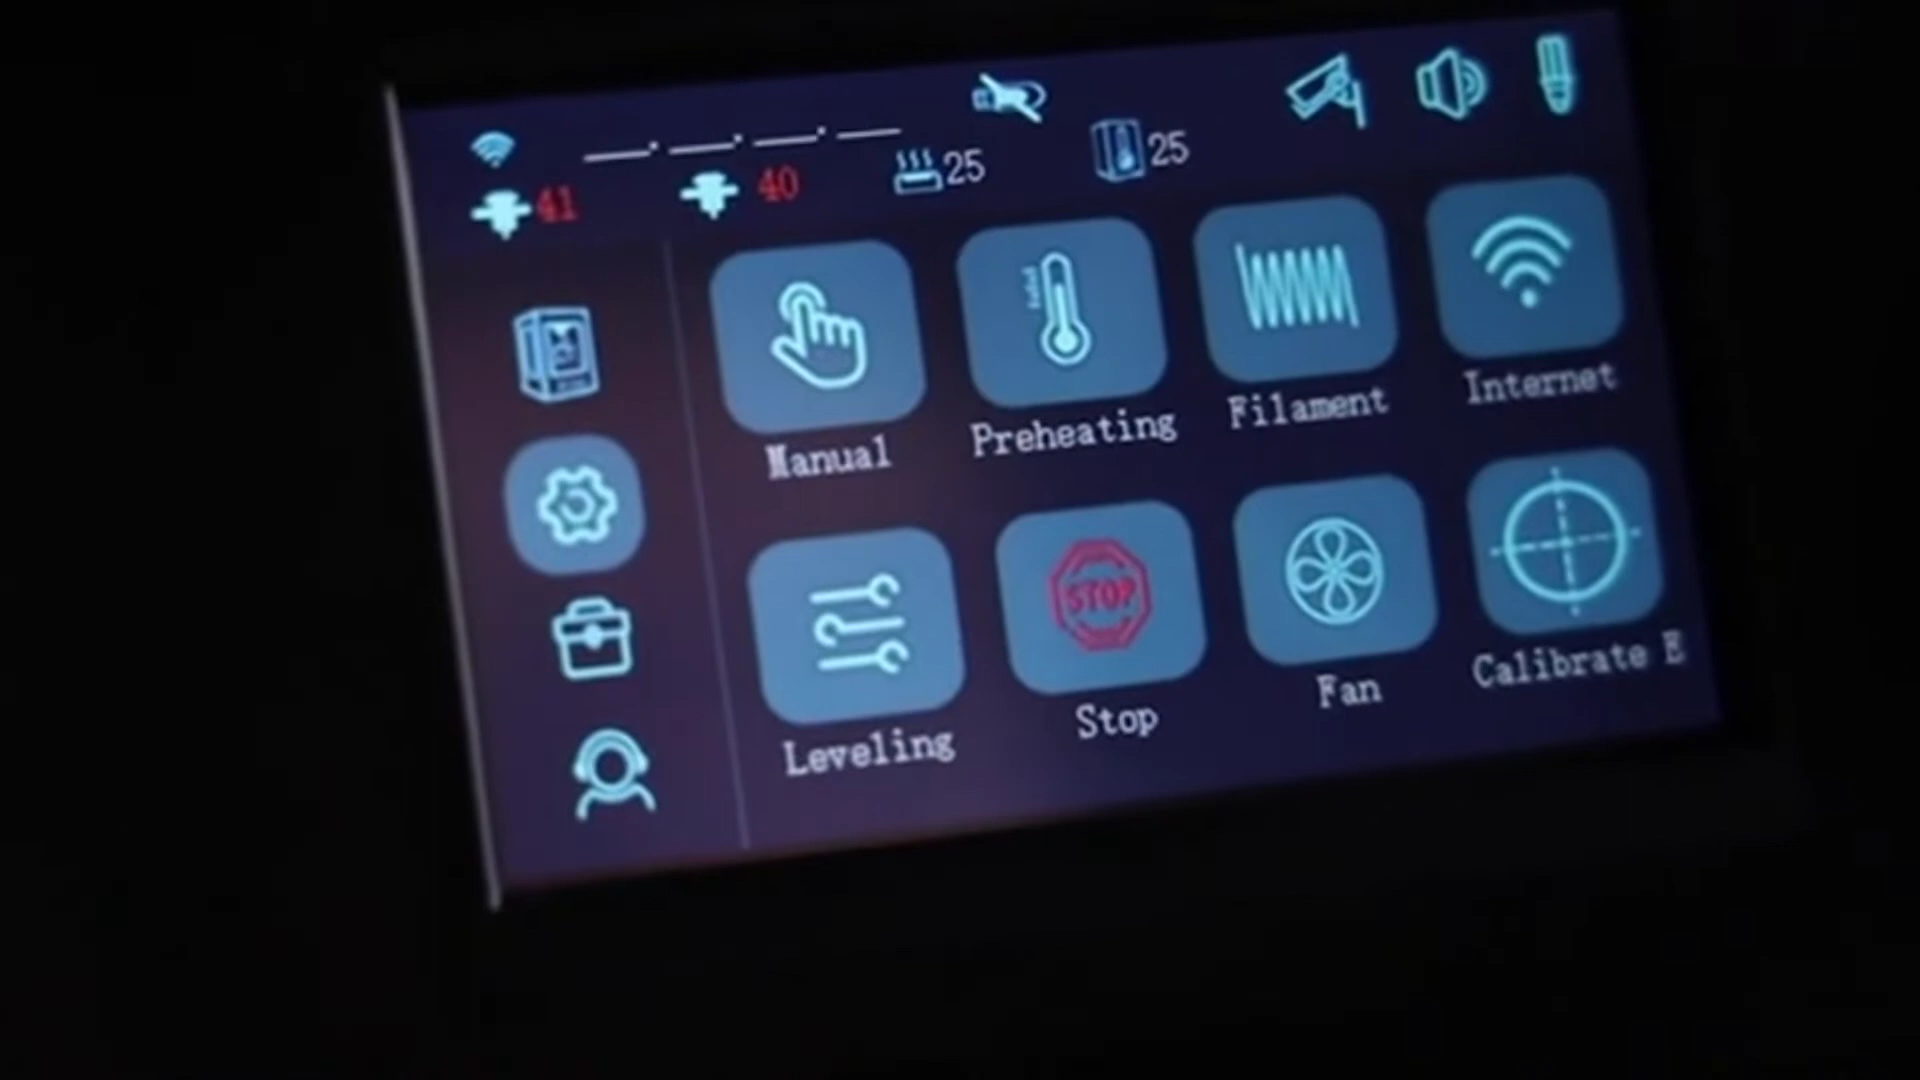 41 40 25 25
Manual Preheating Filament Internet
STOP
Leveling Stop Fan Calibrate E